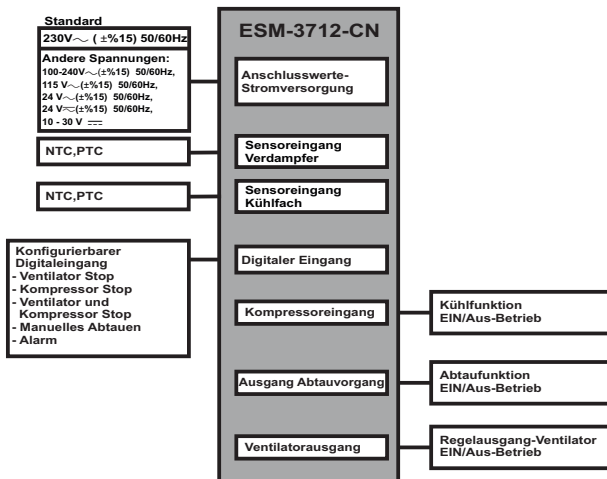 Standard
230V~ ( ±%15) 50/60Hz
Andere Spannungen:
100-240V~(±%15) 50/60Hz,
115 V~(±%15) 50/60Hz,
24 V~(±%15) 50/60Hz,
24 V⏦(±%15) 50/60Hz,
10 - 30 V ⎓
NTC,PTC
NTC,PTC
Konfigurierbarer
Digitaleingang
- Ventilator Stop
- Kompressor Stop
- Ventilator und
Kompressor Stop
- Manuelles Abtauen
- Alarm
ESM-3712-CN
Anschlusswerte-
Stromversorgung
Sensoreingang
Verdampfer
Sensoreingang
Kühlfach
Digitaler Eingang
Kompressoreingang
Ausgang Abtauvorgang
Ventilatorausgang
Kühlfunktion
EIN/Aus-Betrieb
Abtaufunktion
EIN/Aus-Betrieb
Regelausgang-Ventilator
EIN/Aus-Betrieb